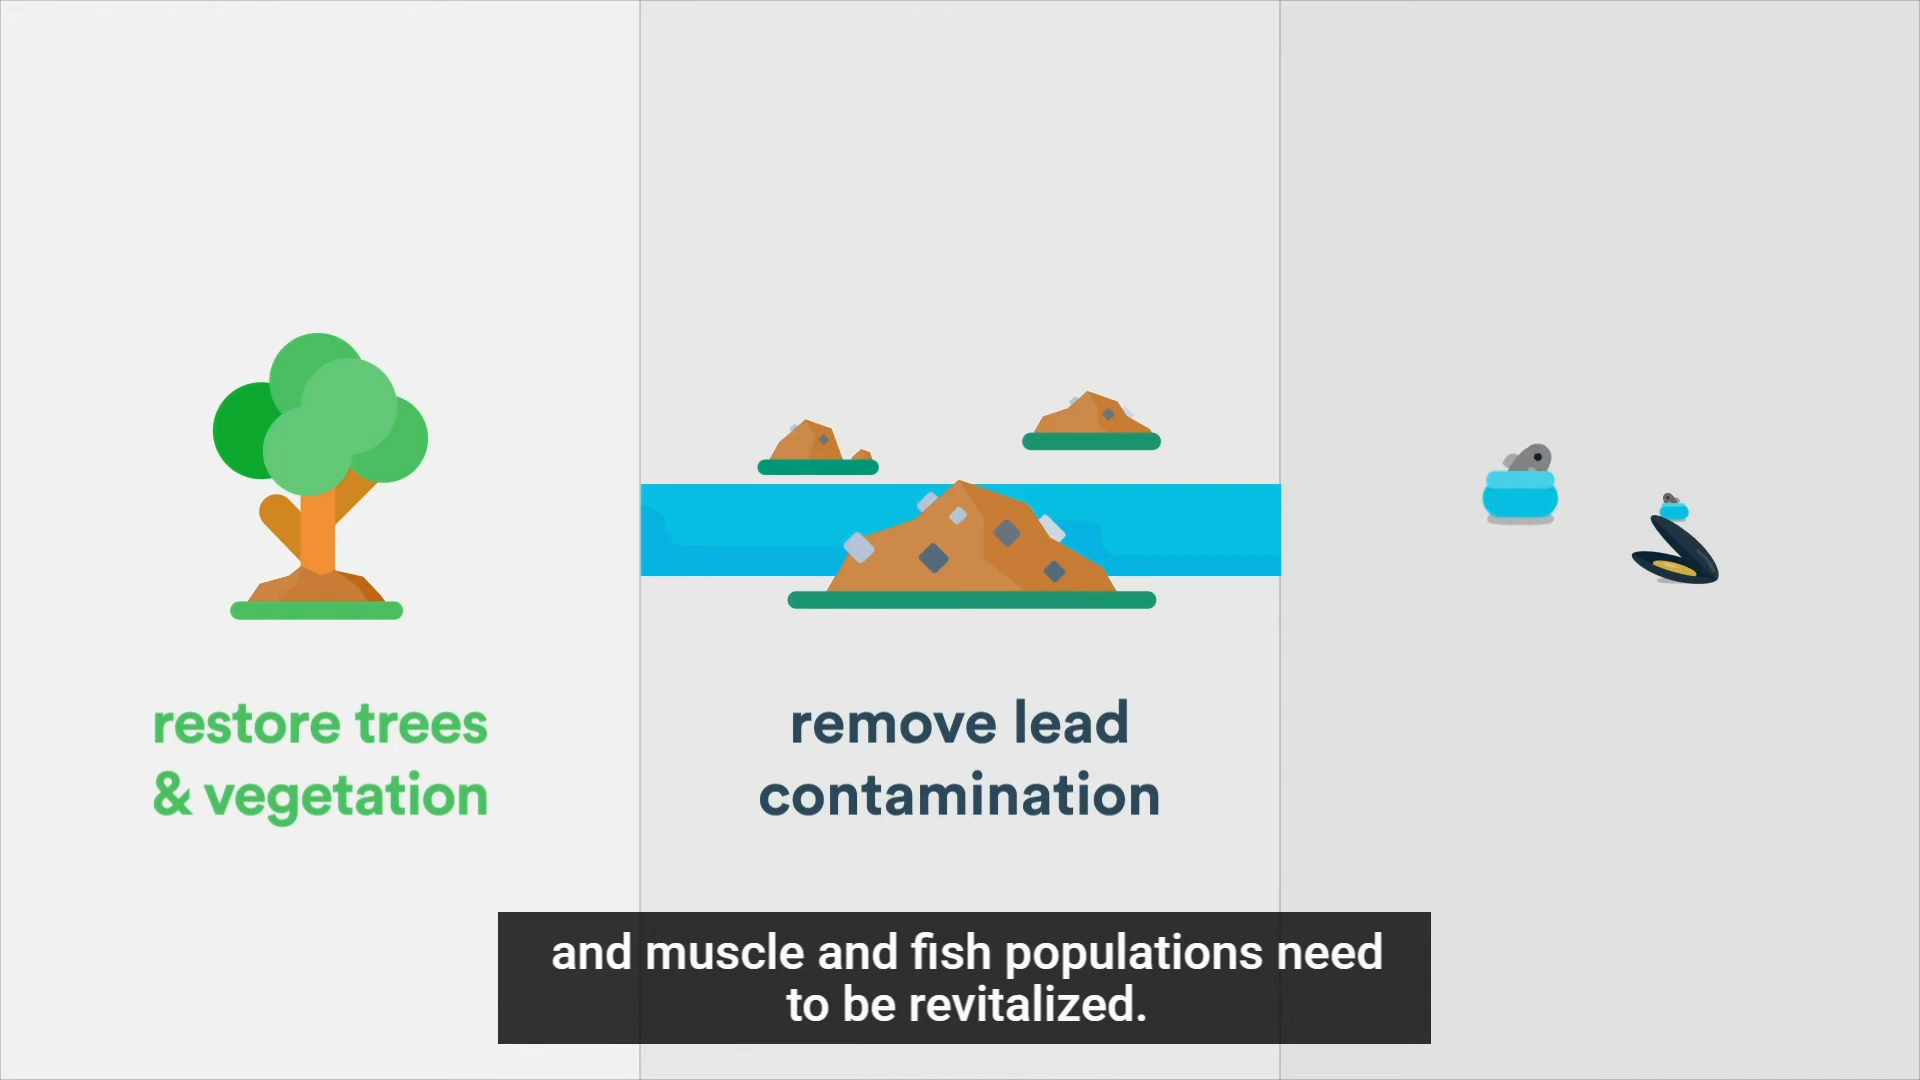 restore trees
& vegetation
remove lead
contamination
and muscle and fish populations need
to be revitalized.